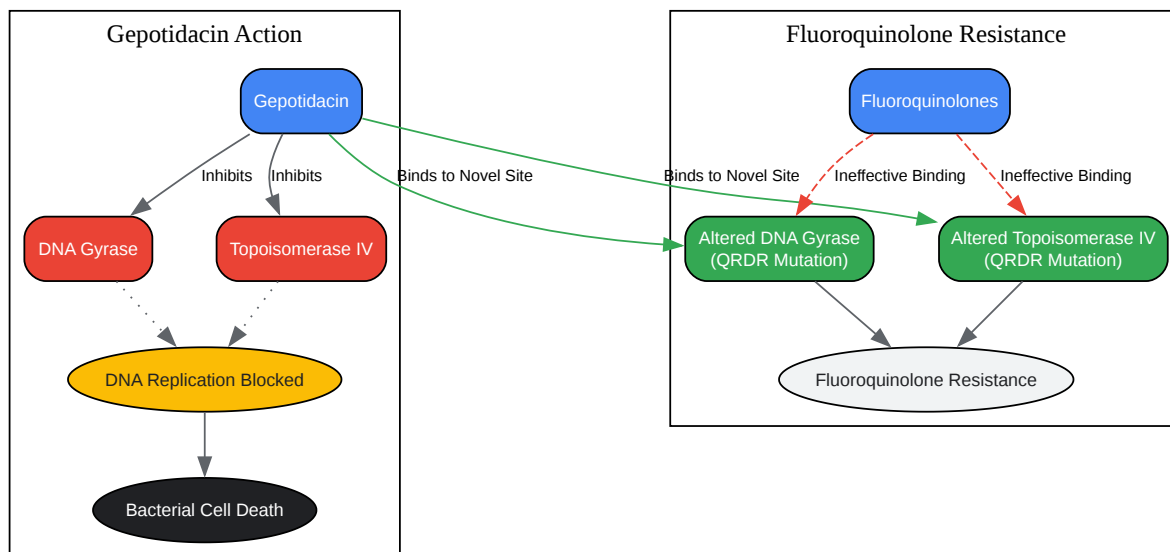 Gepotidacin Action
Fluoroquinolone Resistance
Gepotidacin
Fluoroquinolones
Inhibits
Inhibits
Binds to Novel Site
Binds to Novel Site
Ineffective Binding
Ineffective Binding
DNA Gyrase
Topoisomerase IV
Altered DNA Gyrase
(QRDR Mutation)
Altered Topoisomerase IV
(QRDR Mutation)
DNA Replication Blocked
Fluoroquinolone Resistance
Bacterial Cell Death